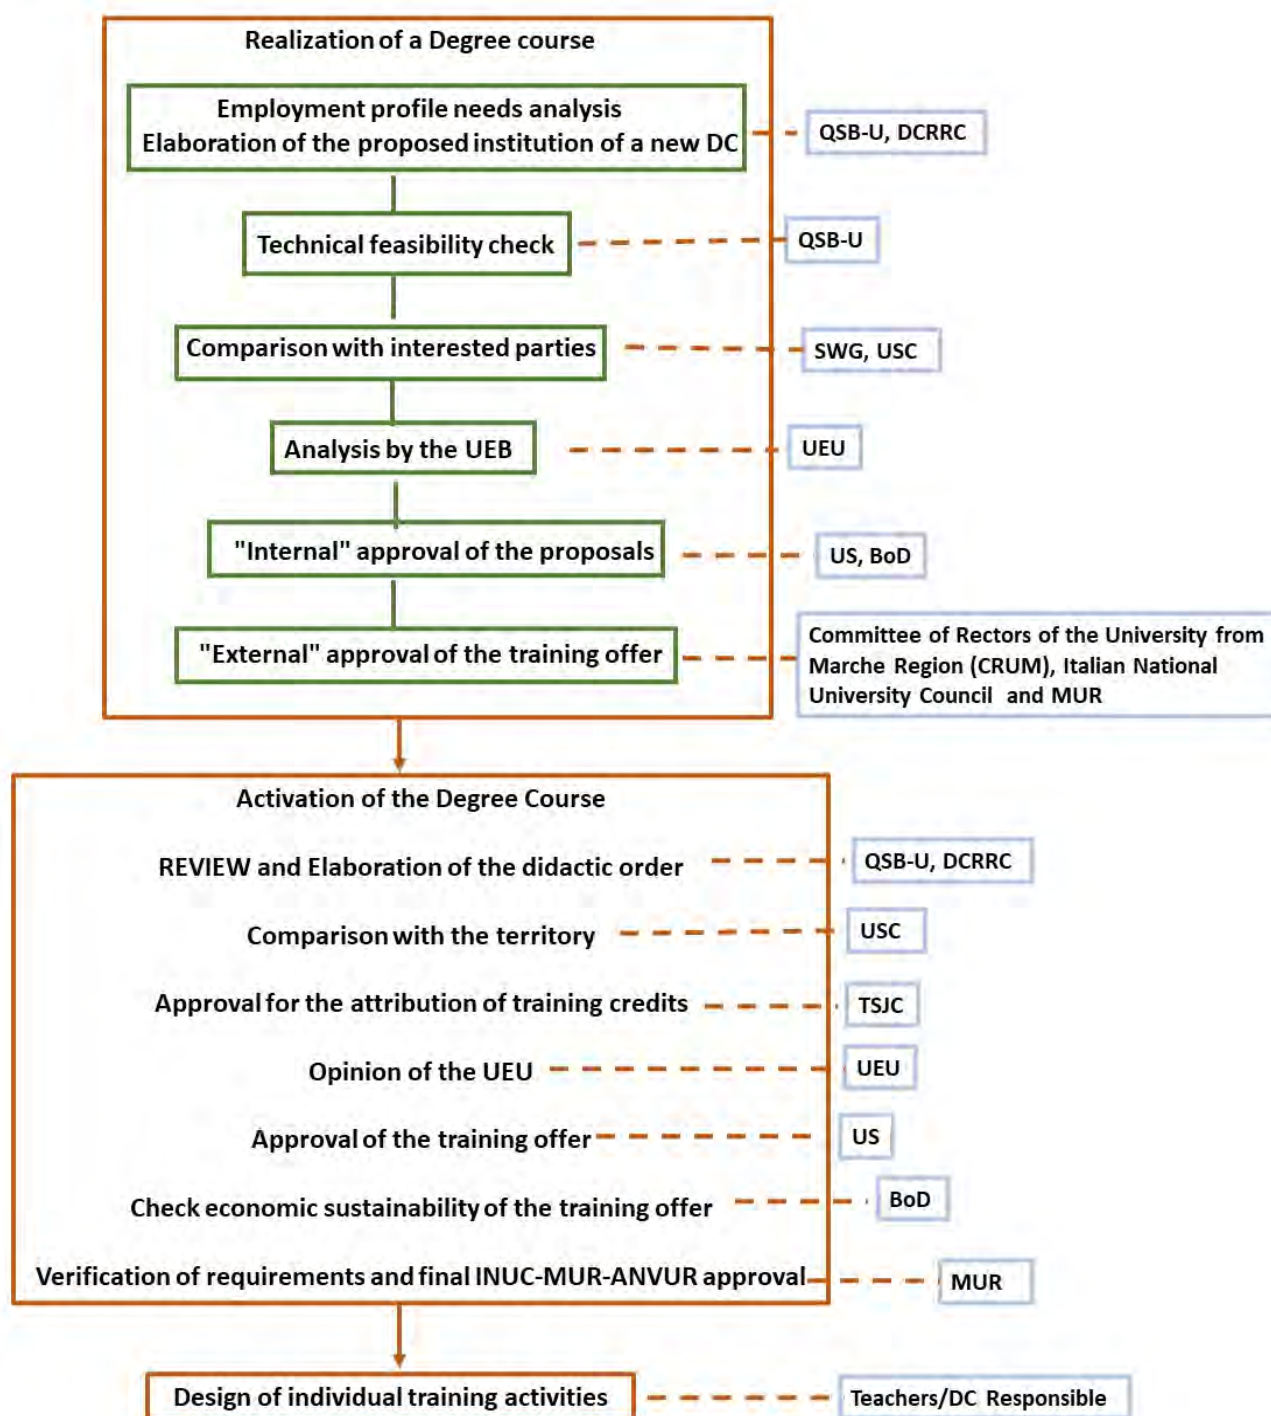 Realization of a Degree course
Employment profile needs analysis
Elaboration of the proposed institution of a new DC
QSB-U, DCRRC
Technical feasibility check
QSB-U
Comparison with interested parties
SWG, USC
Analysis by the UEB
UEU
"Internal" approval of the proposals
US, BoD
"External" approval of the training offer
Committee of Rectors of the University from
Marche Region (CRUM), Italian National
University Council and MUR
Activation of the Degree Course
REVIEW and Elaboration of the didactic order
QSB-U, DCRRC
Comparison with the territory
USC
Approval for the attribution of training credits
TSJC
Opinion of the UEU
UEU
Approval of the training offer
US
Check economic sustainability of the training offer
BoD
Verification of requirements and final INUC-MUR-ANVUR approval
MUR
Design of individual training activities
Teachers/DC Responsible